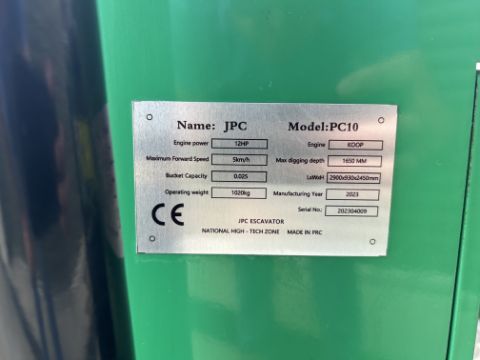 Name: JPC Model:PC10
Engine power 12HP Engine KOOP
Maximum Forward Speed 5km/h Max digging depth 1650 MM
Bucket Capacity 0.025 LxWxH 2900x930x2450mm
Operating weight 1020kg Manufacturing Year 2023
Serial No.: 202304009
CE
JPC ESCAVATOR
NATIONAL HIGH - TECH ZONE MADE IN PRC